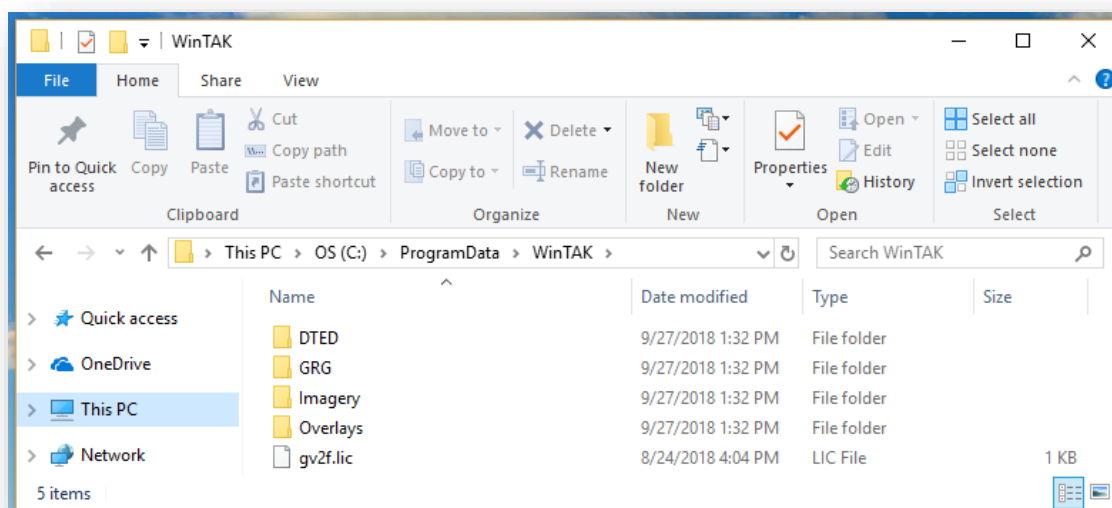 WinTAK
File Home Share View
Pin to Quick access
Copy
Paste
Cut
Copy path
Paste shortcut
Clipboard
Move to
Copy to
Delete
Rename
Organize
New folder
New
Properties
Open
Edit
History
Open
Select all
Select none
Invert selection
Select
This PC > OS (C:) > ProgramData > WinTAK >
Search WinTAK
Quick access
OneDrive
This PC
Network
Name Date modified Type Size
DTED 9/27/2018 1:32 PM File folder
GRG 9/27/2018 1:32 PM File folder
Imagery 9/27/2018 1:32 PM File folder
Overlays 9/27/2018 1:32 PM File folder
gv2f.lic 8/24/2018 4:04 PM LIC File 1 KB
5 items